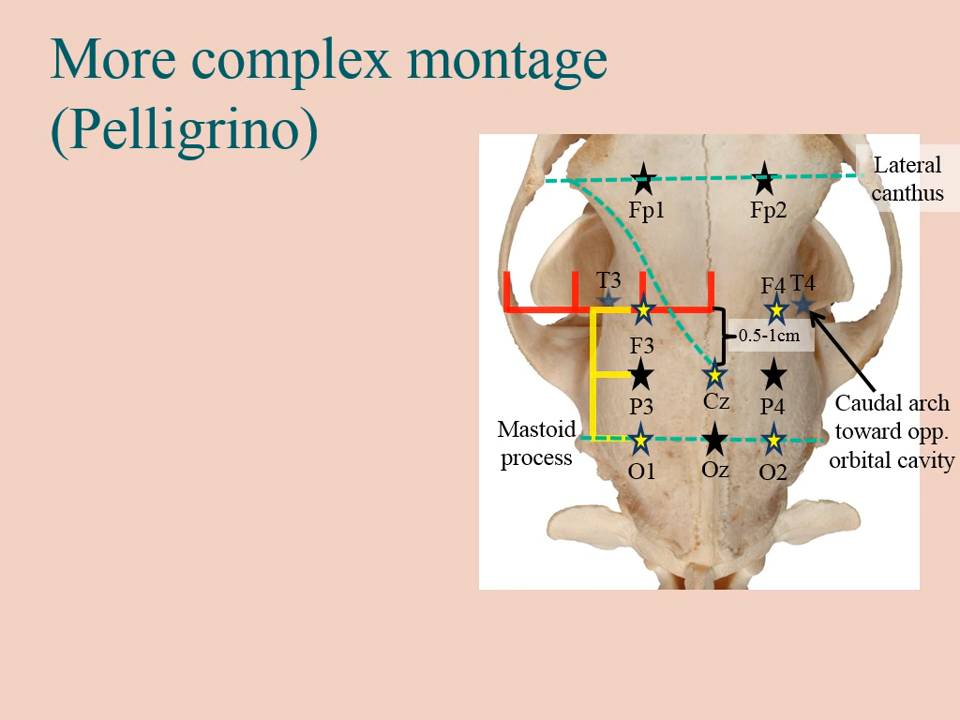 More complex montage
(Pelligrino)
Lateral
canthus
Fp1
Fp2
T3
F4
T4
0.5-1cm
F3
Cz
P3
P4
Caudal arch
toward opp.
orbital cavity
Mastoid
process
O1
Oz
O2